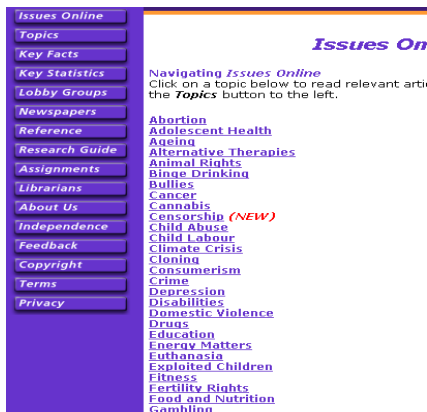 Issues Online
Topics
Key Facts
Key Statistics
Lobby Groups
Newspapers
Reference
Research Guide
Assignments
Librarians
About Us
Independence
Feedback
Copyright
Terms
Privacy
Issues On
Navigating Issues Online
Click on a topic below to read relevant arti
the Topics button to the left.
Abortion
Adolescent Health
Ageing
Alternative Therapies
Animal Rights
Binge Drinking
Bullies
Cancer
Cannabis
Censorship (NEW)
Child Abuse
Child Labour
Climate Crisis
Cloning
Consumerism
Crime
Depression
Disabilities
Domestic Violence
Drugs
Education
Energy Matters
Euthanasia
Exploited Children
Fitness
Fertility Rights
Food and Nutrition
Gambling